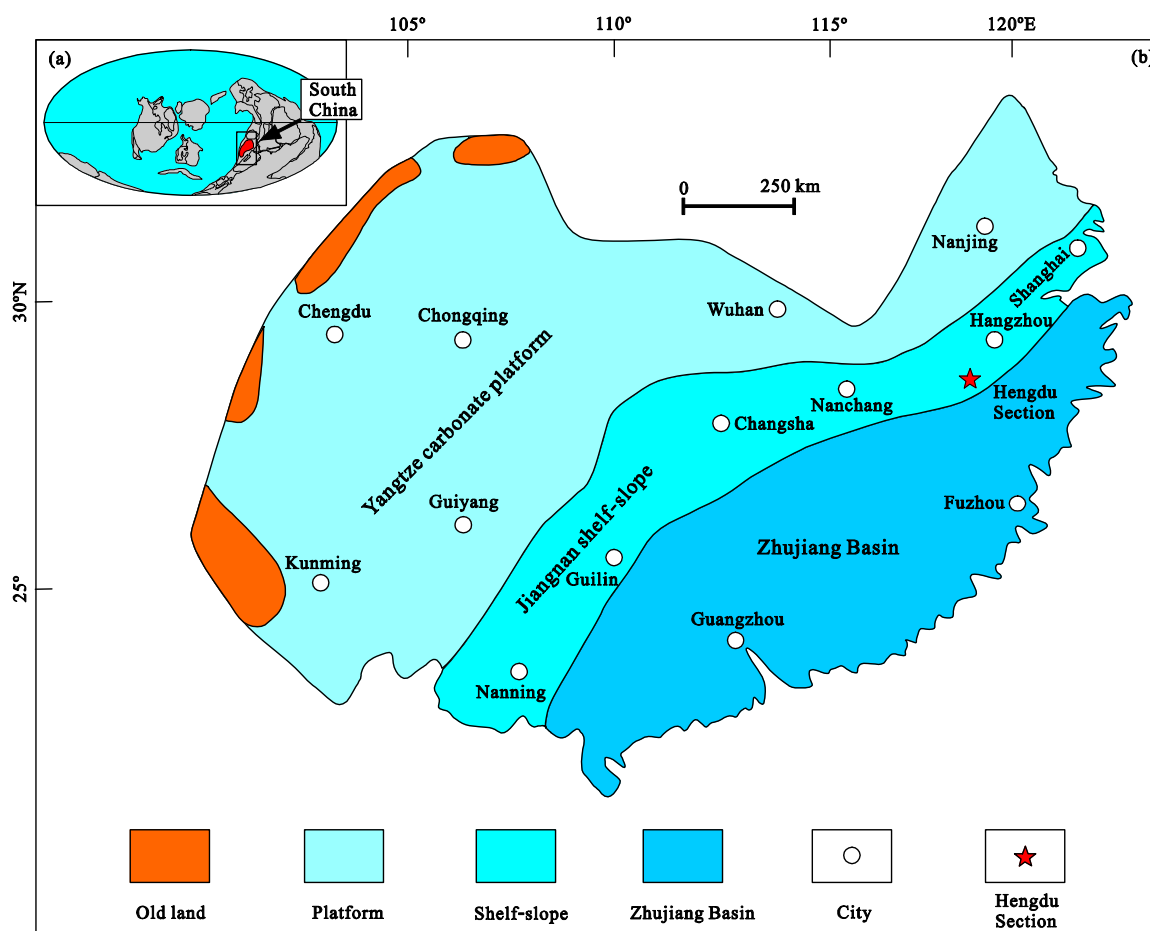 105°
110°
115°
120°E
(a)
(b)
South
China
0
250 km
Nanjing
Shanghai
30°N
Chengdu
Chongqing
Wuhan
Hangzhou
Yangtze carbonate platform
Nanchang
Hengdu
Section
Changsha
Guiyang
Fuzhou
Jiangnan shelf-slope
Zhujiang Basin
Kunming
Guilin
25°
Guangzhou
Nanning
Old land
Platform
Shelf-slope
Zhujiang Basin
City
Hengdu
Section